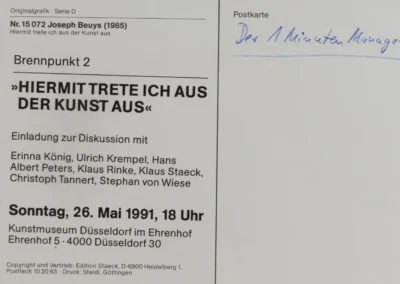 Originalgrafik · Serie D
Nr. 15 072 Joseph Beuys (1985)
Hiermit trete ich aus der Kunst aus
Brennpunkt 2
»HIERMIT TRETE ICH AUS
DER KUNST AUS«
Einladung zur Diskussion mit
Erinna König, Ulrich Krempel, Hans
Albert Peters, Klaus Rinke, Klaus Staeck,
Christoph Tannert, Stephan von Wiese
Sonntag, 26. Mai 1991, 18 Uhr
Kunstmuseum Düsseldorf im Ehrenhof
Ehrenhof 5 · 4000 Düsseldorf 30
Copyright und Vertrieb: Edition Staeck, D-6900 Heidelberg 1,
Postfach 10 20 63 · Druck: Steidl, Göttingen
Postkarte
Der 1 Minuten Manage